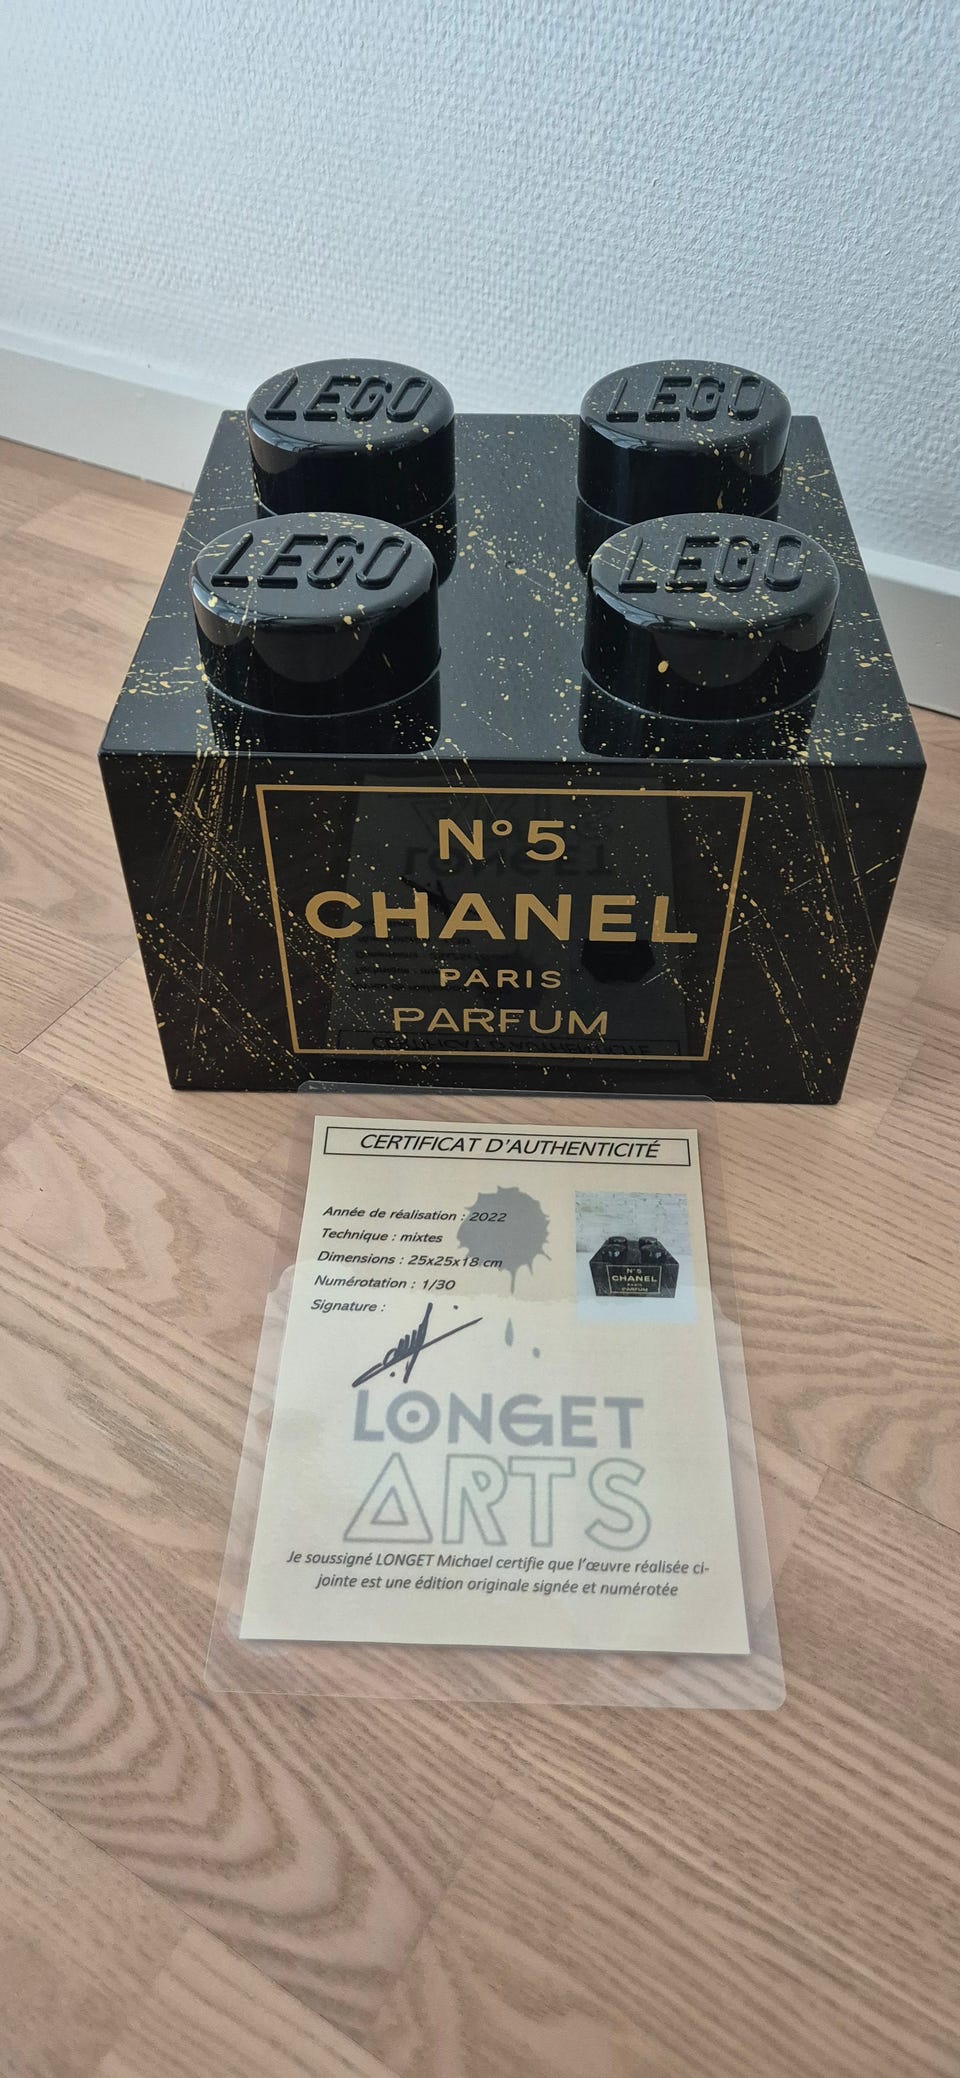 LEGO LEGO
LEGO LEGO
N°5
CHANEL
PARIS
PARFUM
CERTIFICAT D'AUTHENTICITÉ
Année de réalisation : 2022
Technique : mixtes
Dimensions : 25x25x18 cm
Numérotation : 1/30
Signature :
N°5
CHANEL
PARIS
PARFUM
LONGET
ARTS
Je soussigné LONGET Michael certifie que l'œuvre réalisée ci-
jointe est une édition originale signée et numérotée